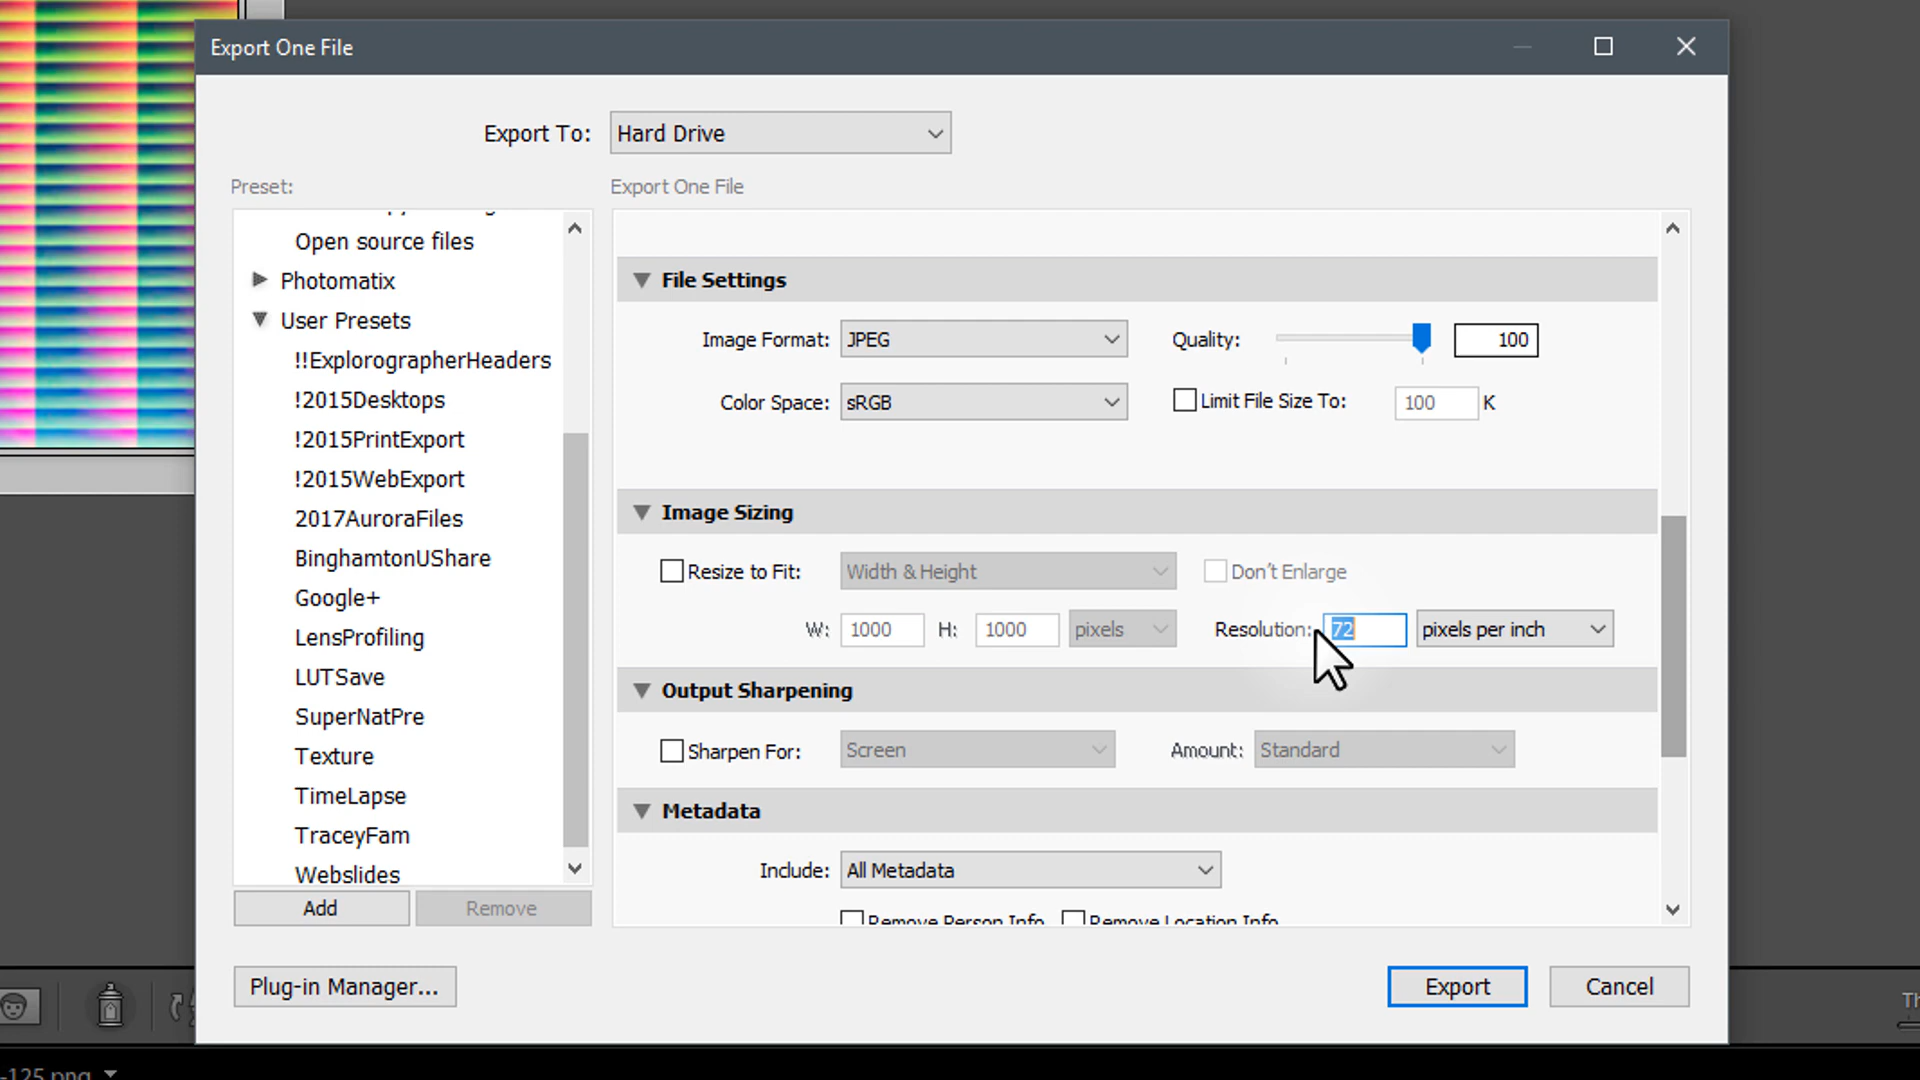 Export One File
Export To: Hard Drive
Preset:
Export One File
Open source files
Photomatix
User Presets
!!ExplorographerHeaders
!2015Desktops
!2015PrintExport
!2015WebExport
2017AuroraFiles
BinghamtonUShare
Google+
LensProfiling
LUTSave
SuperNatPre
Texture
TimeLapse
TraceyFam
Webslides
Add Remove
File Settings
Image Format: JPEG Quality: 100
Color Space: sRGB Limit File Size To: 100 K
Image Sizing
Resize to Fit: Width & Height Don't Enlarge
W: 1000 H: 1000 pixels Resolution: 72 pixels per inch
Output Sharpening
Sharpen For: Screen Amount: Standard
Metadata
Include: All Metadata
Remove Person Info Remove Location Info
Plug-in Manager... Export Cancel
-125.png